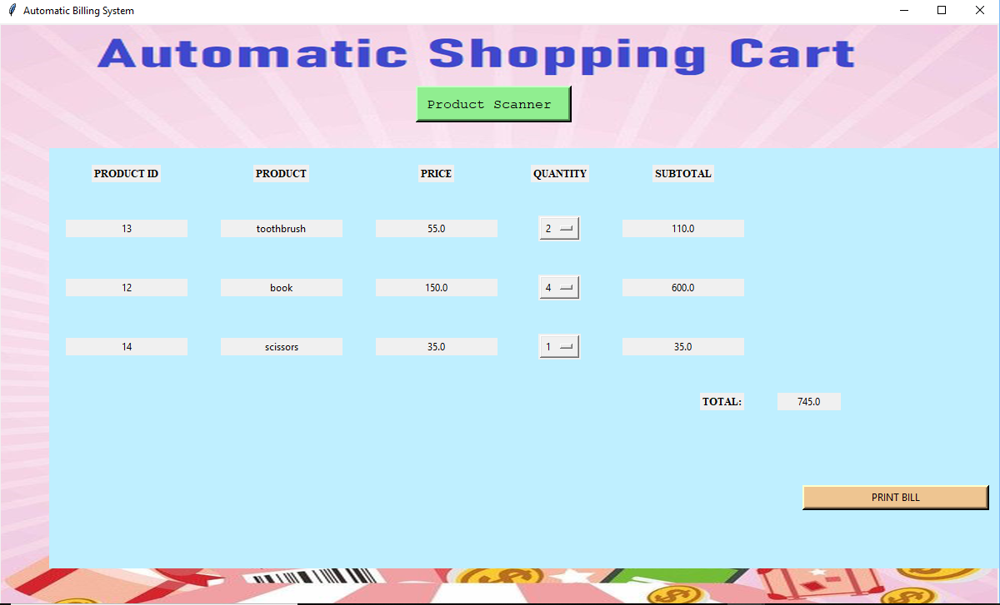 Automatic Billing System
Automatic Shopping Cart
Product Scanner
PRODUCT ID PRODUCT PRICE QUANTITY SUBTOTAL
13 toothbrush 55.0 2 110.0
12 book 150.0 4 600.0
14 scissors 35.0 1 35.0
TOTAL: 745.0
PRINT BILL